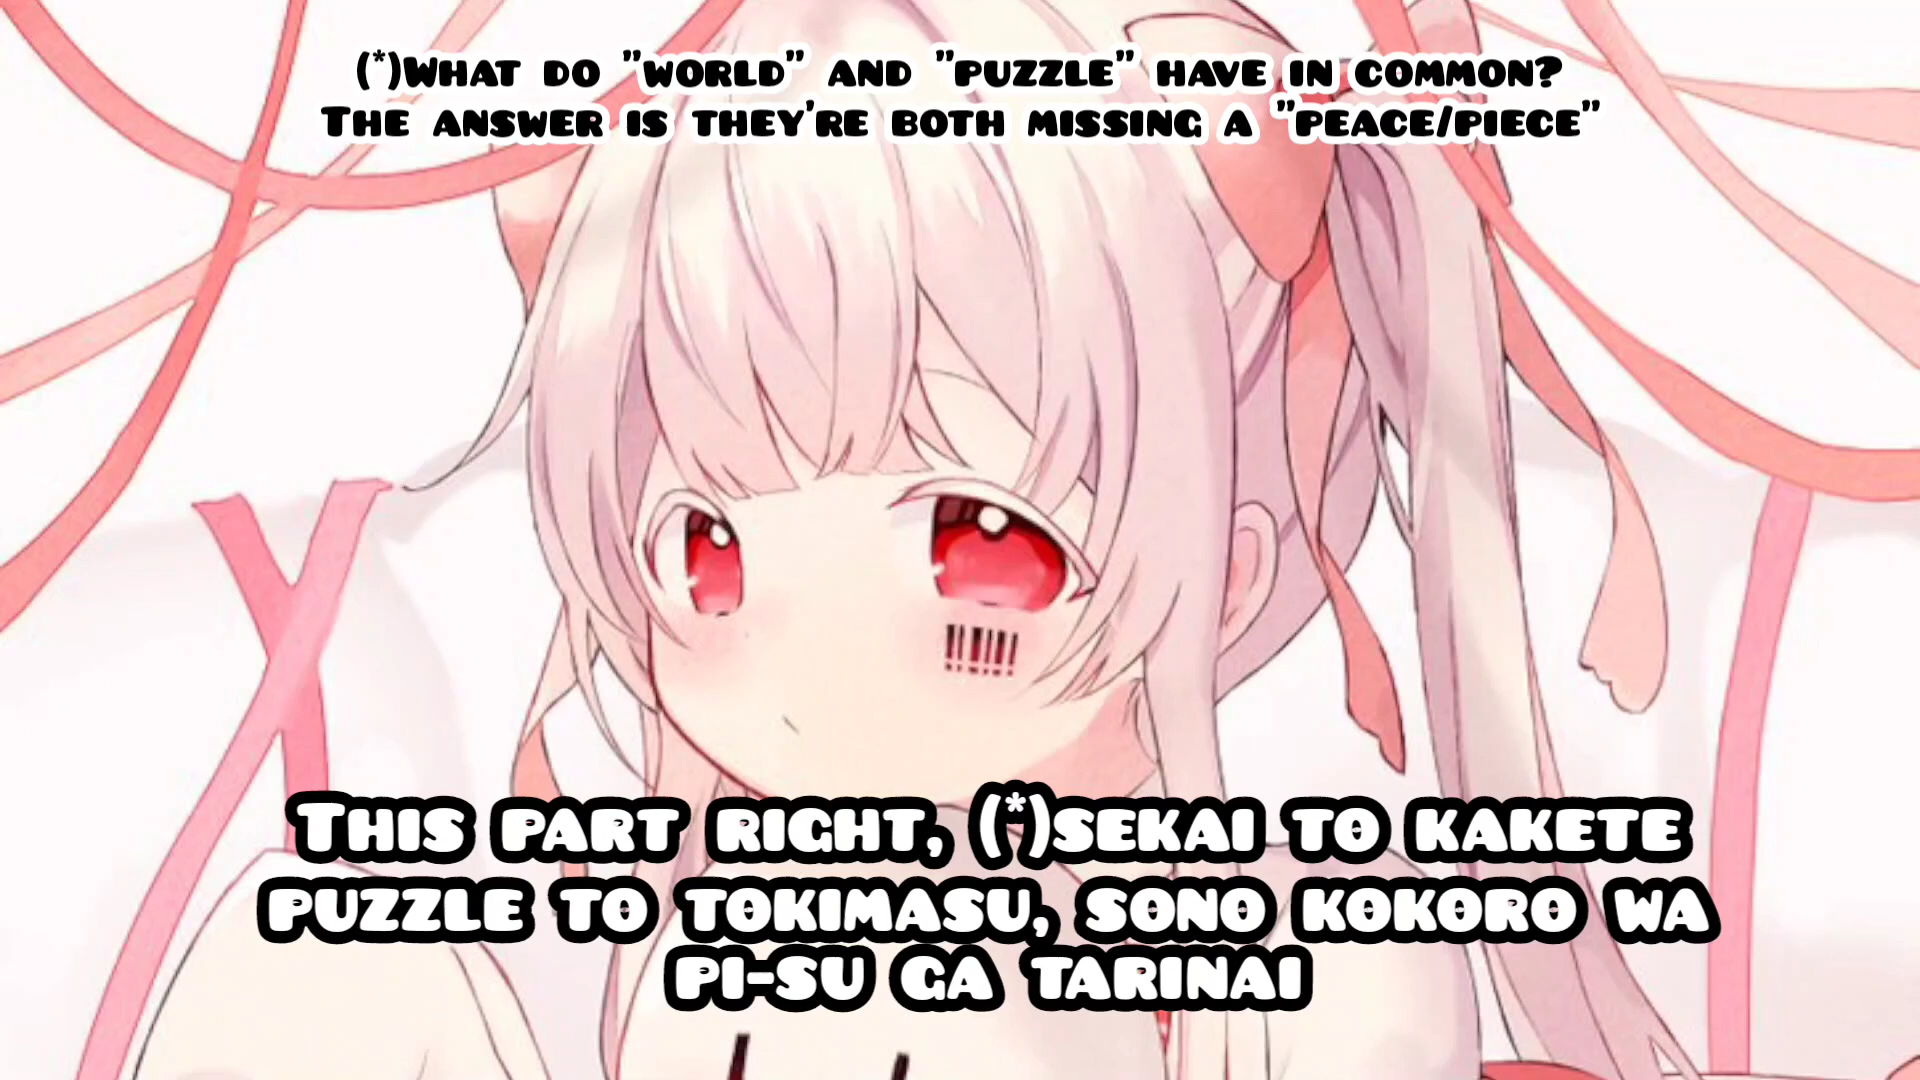 (*)What do "world" and "puzzle" have in common?
The answer is they're both missing a "peace/piece"
This part right, (*)sekai to kakete
puzzle to tokimasu, sono kokoro wa
pi-su ga tarinai